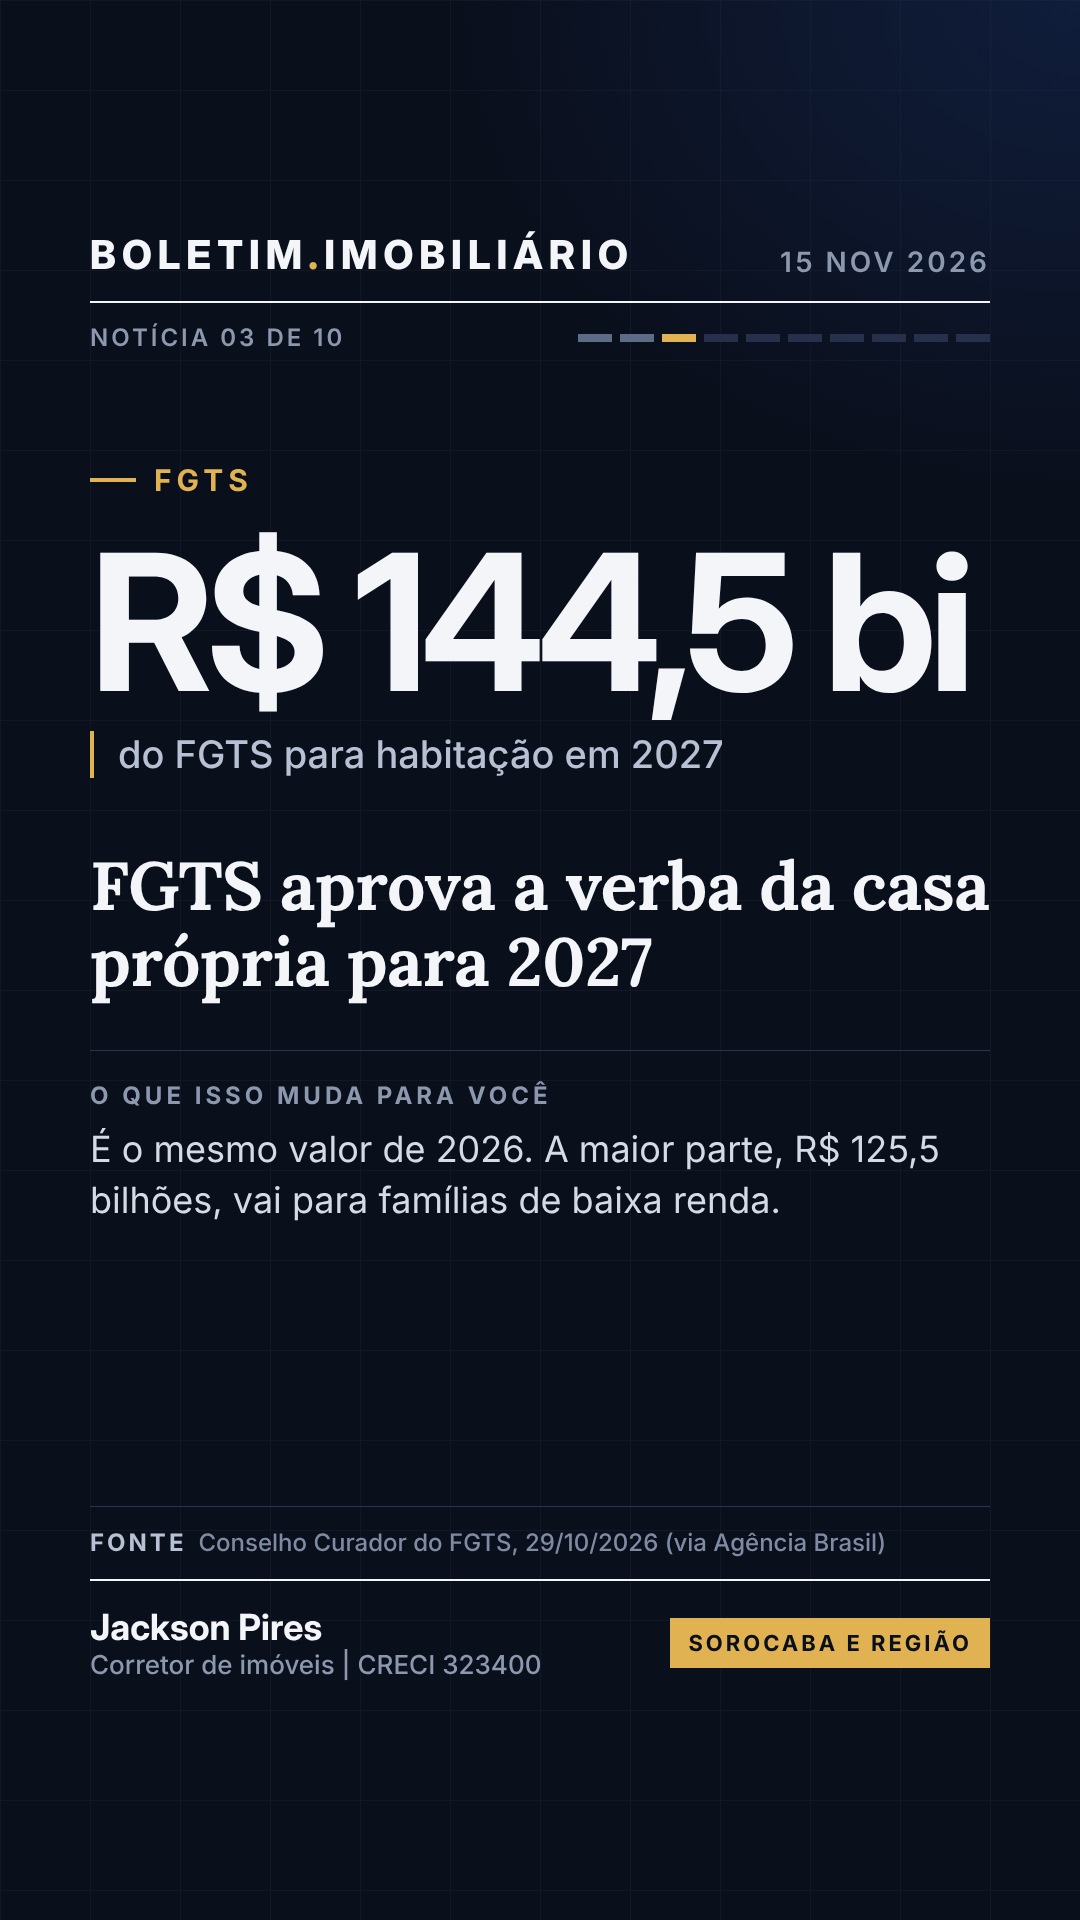 BOLETIM.IMOBILIÁRIO
15 NOV 2026
NOTÍCIA 03 DE 10
FGTS
R$ 144,5 bi
do FGTS para habitação em 2027
FGTS aprova a verba da casa
própria para 2027
O QUE ISSO MUDA PARA VOCÊ
É o mesmo valor de 2026. A maior parte, R$ 125,5
bilhões, vai para famílias de baixa renda.
FONTE Conselho Curador do FGTS, 29/10/2026 (via Agência Brasil)
Jackson Pires
Corretor de imóveis | CRECI 323400
SOROCABA E REGIÃO